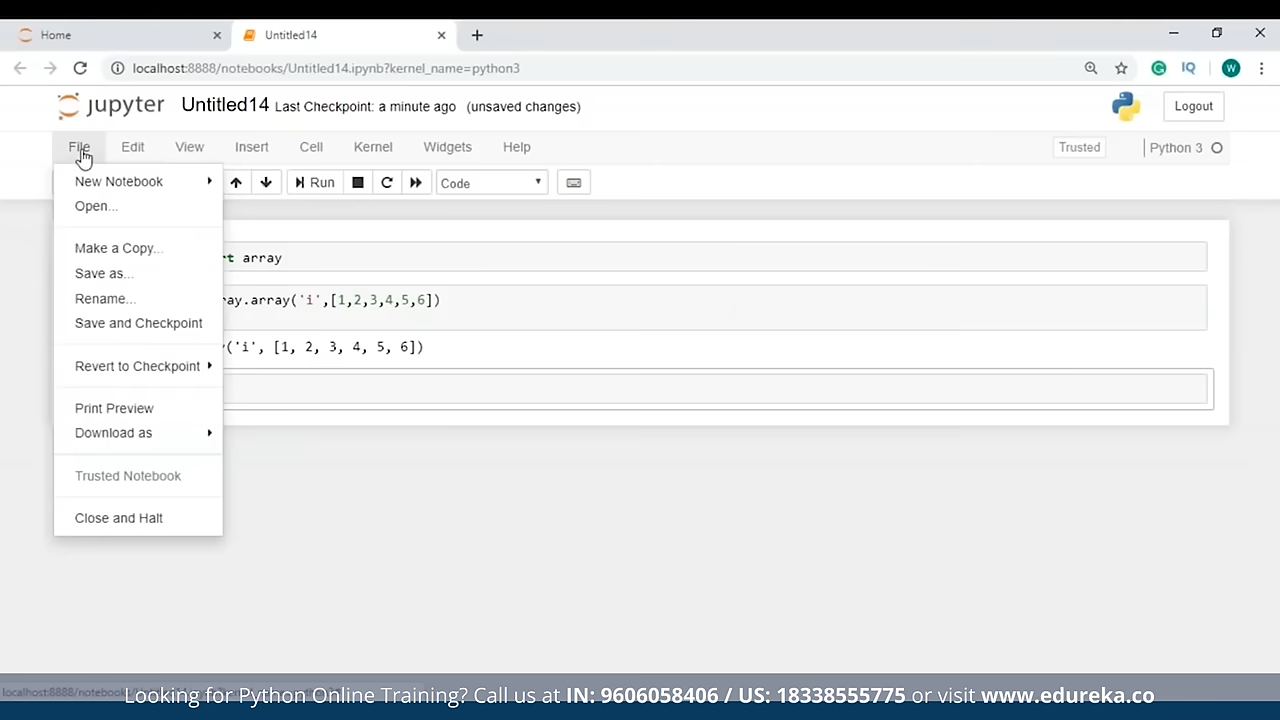 Home
Untitled14
localhost:8888/notebooks/Untitled14.ipynb?kernel_name=python3
IQ
W
jupyter Untitled14 Last Checkpoint: a minute ago (unsaved changes)
Logout
File Edit View Insert Cell Kernel Widgets Help
Trusted
Python 3
Run
Code
New Notebook
Open...
Make a Copy...
Save as...
Rename...
Save and Checkpoint
Revert to Checkpoint
Print Preview
Download as
Trusted Notebook
Close and Halt
rt array
ray.array('i',[1,2,3,4,5,6])
('i', [1, 2, 3, 4, 5, 6])
localhost:8888/notebook
Looking for Python Online Training? Call us at IN: 9606058406 / US: 18338555775 or visit www.edureka.co